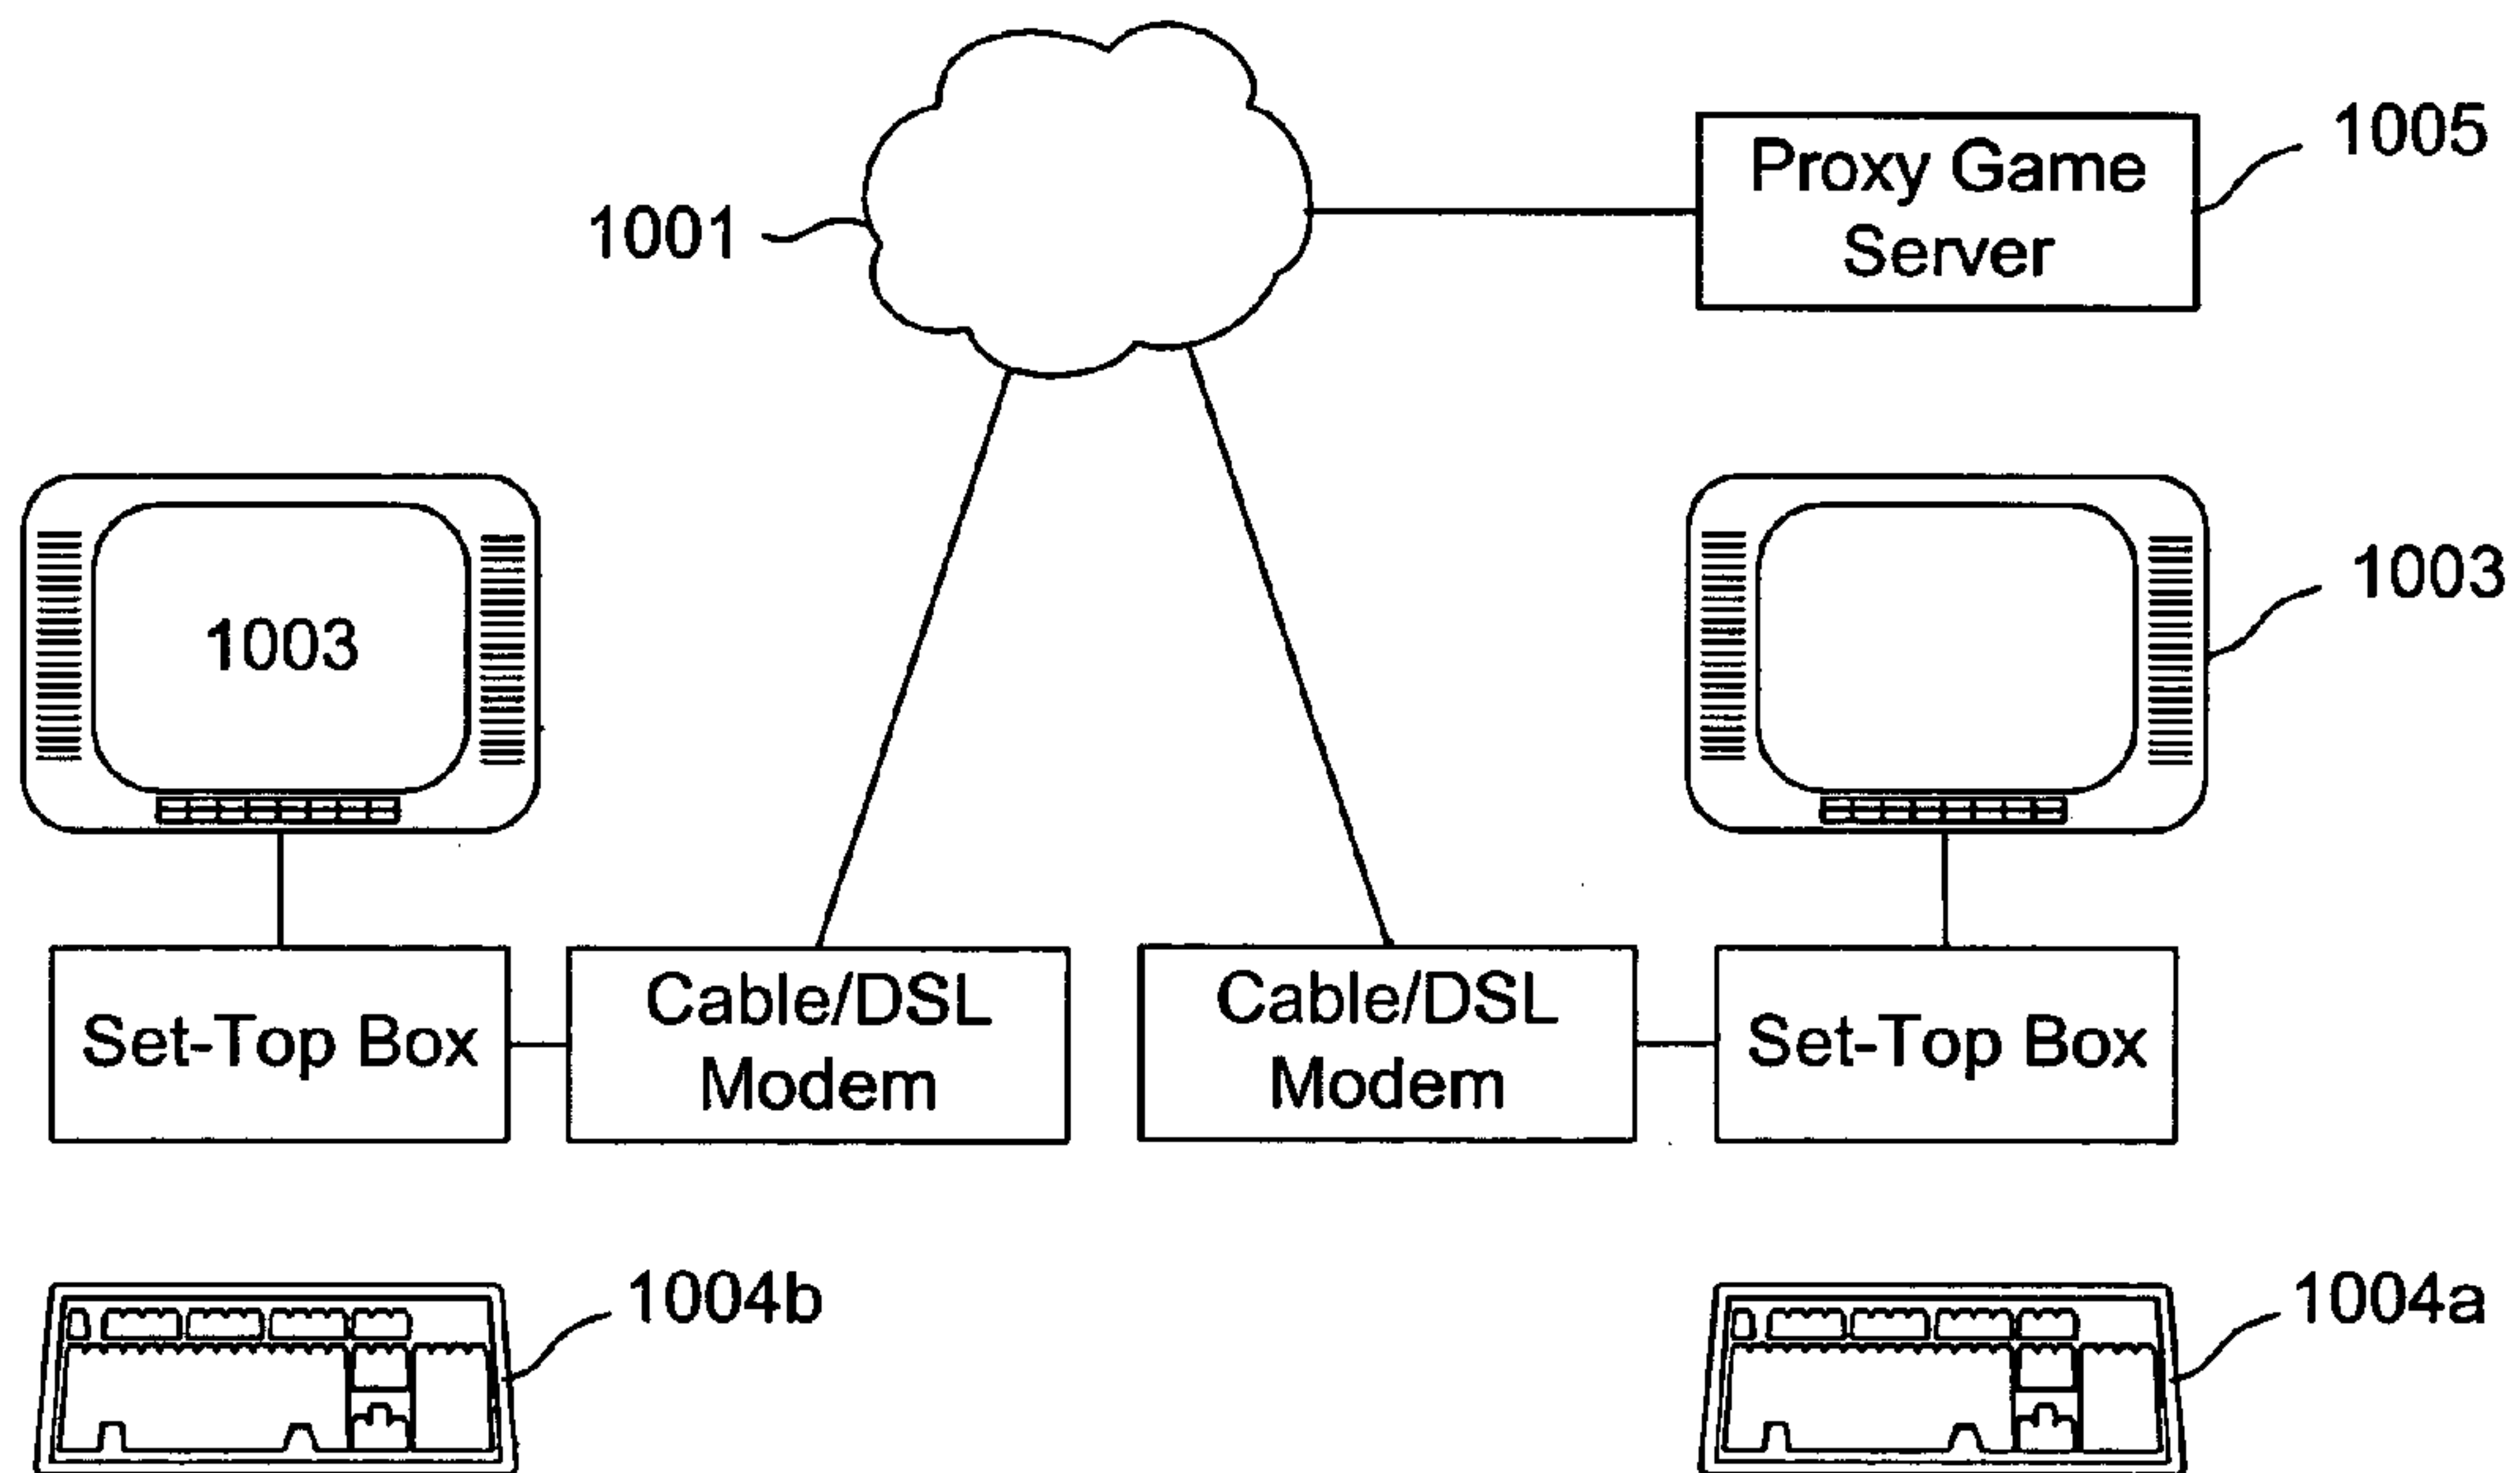 1005
Proxy Game
Server
1001
1003
1003
Cable/DSL
Modem
Cable/DSL
Modem
Set-Top Box
Set-Top Box
1004b
1004a